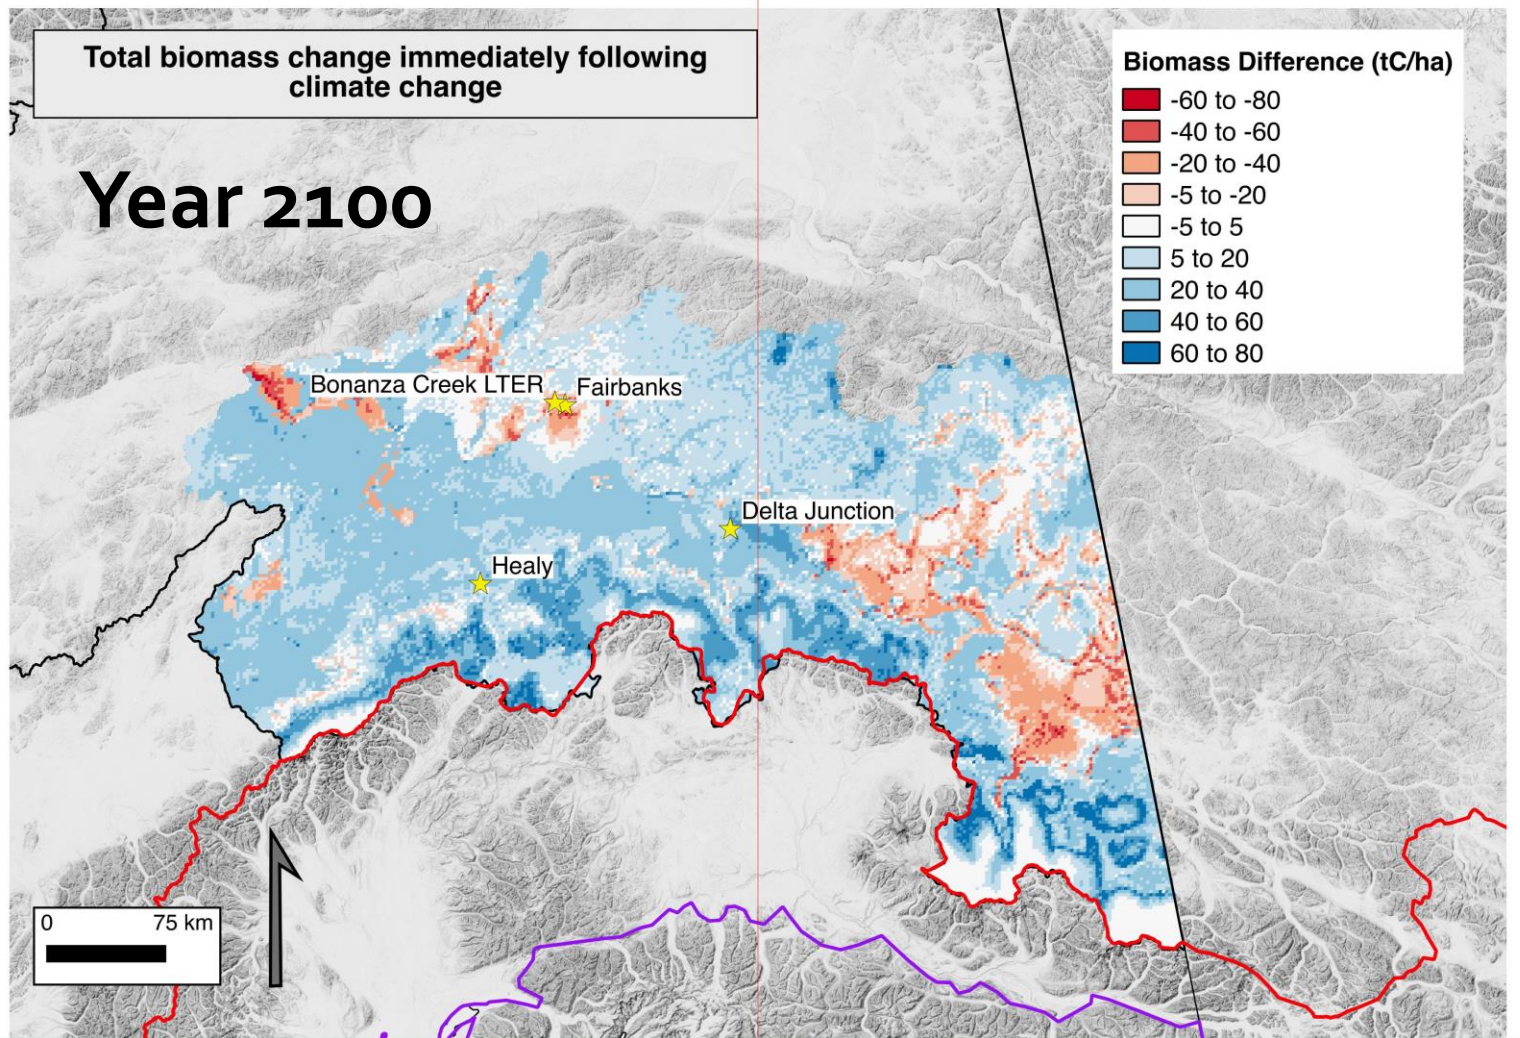 Total biomass change immediately following
climate change
Year 2100
Biomass Difference (tC/ha)
-60 to -80
-40 to -60
-20 to -40
-5 to -20
-5 to 5
5 to 20
20 to 40
40 to 60
60 to 80
Bonanza Creek LTER
Fairbanks
Delta Junction
Healy
0 75 km